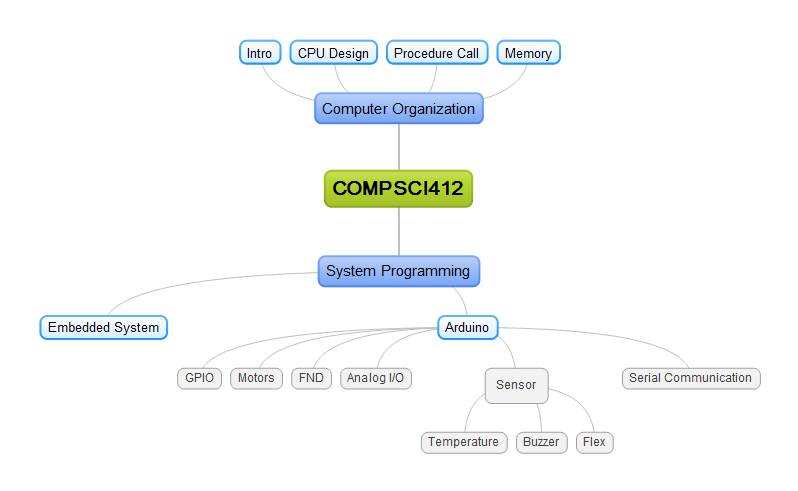 Intro
CPU Design
Procedure Call
Memory
Computer Organization
COMPSCI412
System Programming
Embedded System
Arduino
GPIO
Motors
FND
Analog I/O
Sensor
Serial Communication
Temperature
Buzzer
Flex